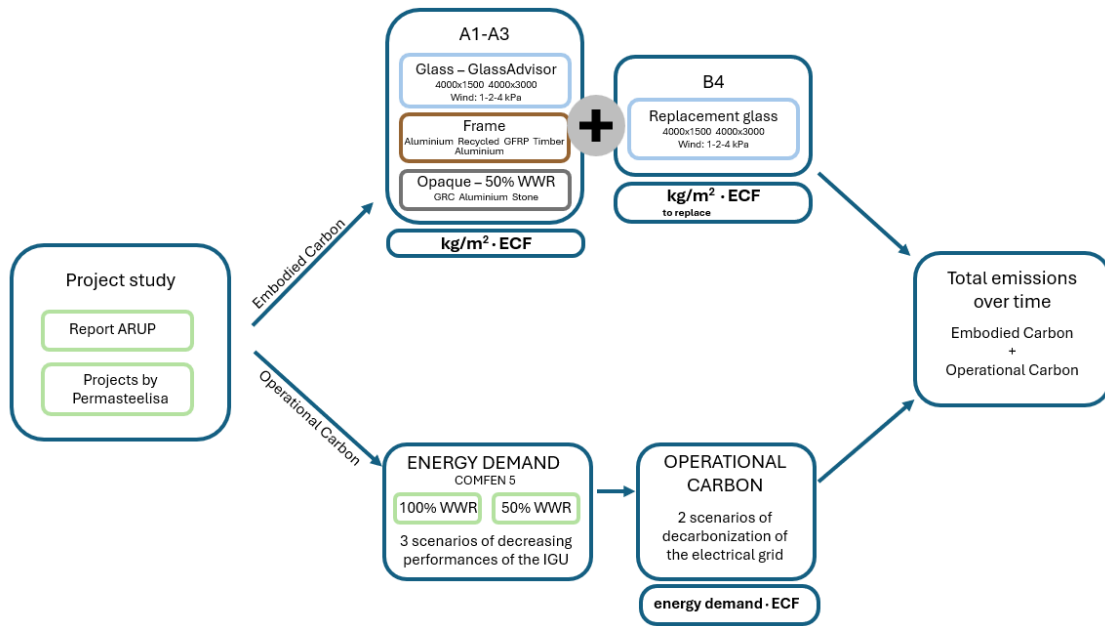 Project study
Report ARUP
Projects by
Permasteelisa
Embodied Carbon
Operational Carbon
A1-A3
Glass – GlassAdvisor
4000x1500 4000x3000
Wind: 1-2-4 kPa
Frame
Aluminium Recycled GFRP Timber
Aluminium
Opaque – 50% WWR
GRC Aluminium Stone
kg/m² · ECF
+
B4
Replacement glass
4000x1500 4000x3000
Wind: 1-2-4 kPa
kg/m² · ECF
to replace
ENERGY DEMAND
COMFEN 5
100% WWR 50% WWR
3 scenarios of decreasing
performances of the IGU
OPERATIONAL
CARBON
2 scenarios of
decarbonization of
the electrical grid
energy demand · ECF
Total emissions
over time
Embodied Carbon
+
Operational Carbon